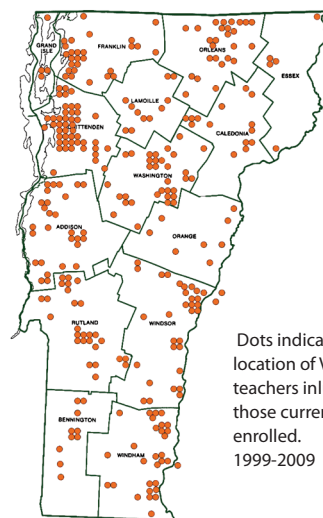 GRAND
ISLE
FRANKLIN
ORLEANS
ESSEX
LAMOILLE
TTENDEN
CALEDONIA
WASHINGTON
ADDISON
ORANGE
RUTLAND
WINDSOR
BENNINGTON
WINDHAM
Dots indica
location of V
teachers inl
those curren
enrolled.
1999-2009